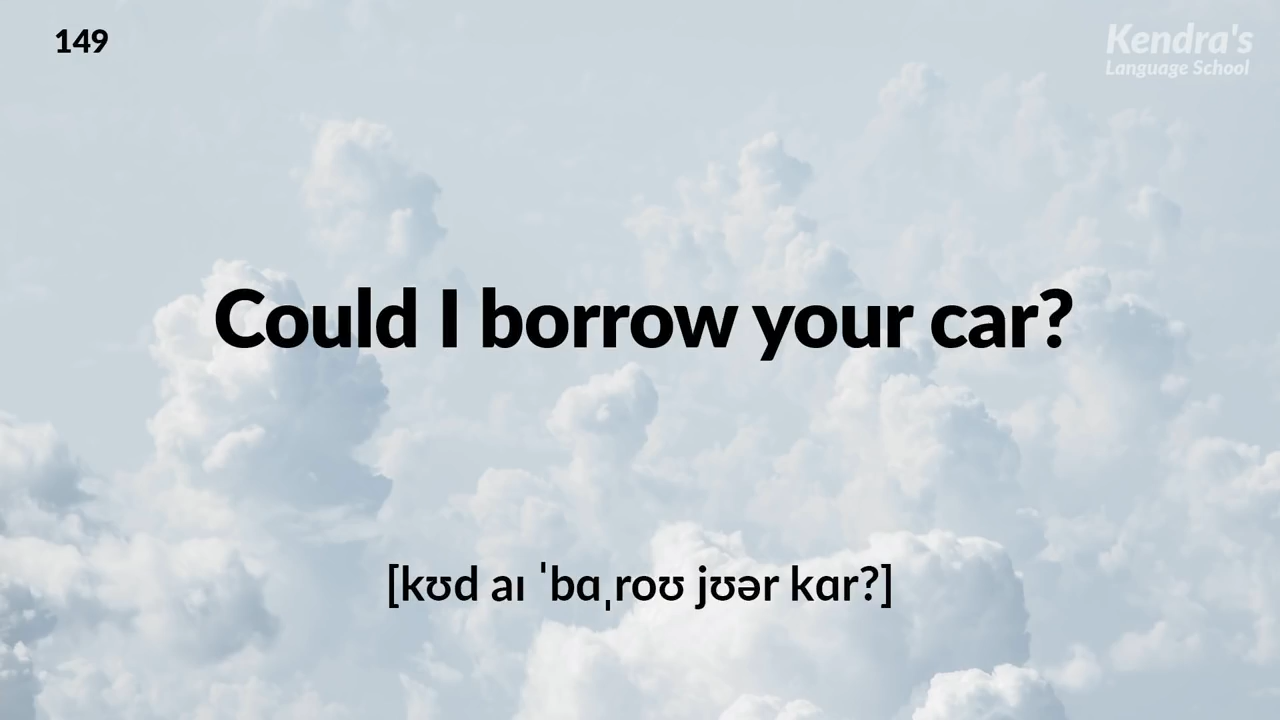 149
Kendra's
Language School
Could I borrow your car?
[kʊd aɪ ˈbɑˌroʊ jʊər kɑr?]